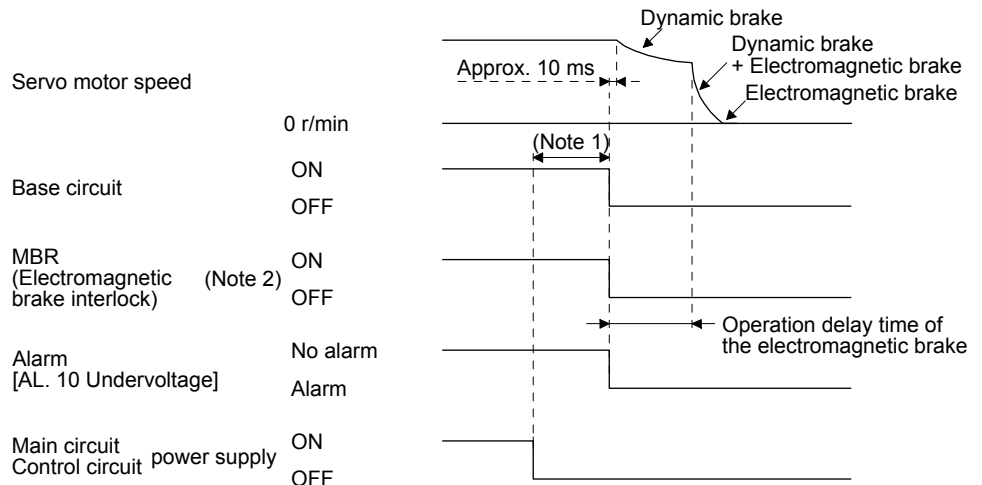 Dynamic brake
Dynamic brake
+ Electromagnetic brake
Electromagnetic brake
Approx. 10 ms
Servo motor speed
0 r/min
(Note 1)
ON
Base circuit
OFF
MBR
(Electromagnetic
brake interlock)
(Note 2)
ON
OFF
Operation delay time of
the electromagnetic brake
Alarm
[AL. 10 Undervoltage]
No alarm
Alarm
Main circuit
Control circuit
power supply
ON
OFF